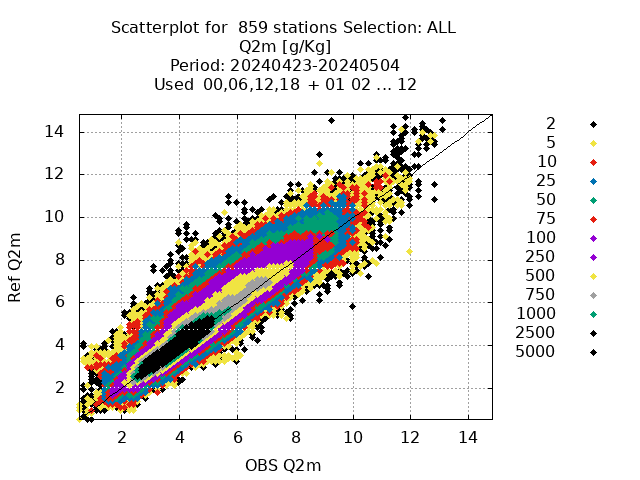 Scatterplot for  859 stations Selection: ALL
Q2m [g/Kg]
Period: 20240423-20240504
Used  00,06,12,18 + 01 02 ... 12
Ref Q2m
14
12
10
8
6
4
2
2 4 6 8 10 12 14
OBS Q2m
2
5
10
25
50
75
100
250
500
750
1000
2500
5000